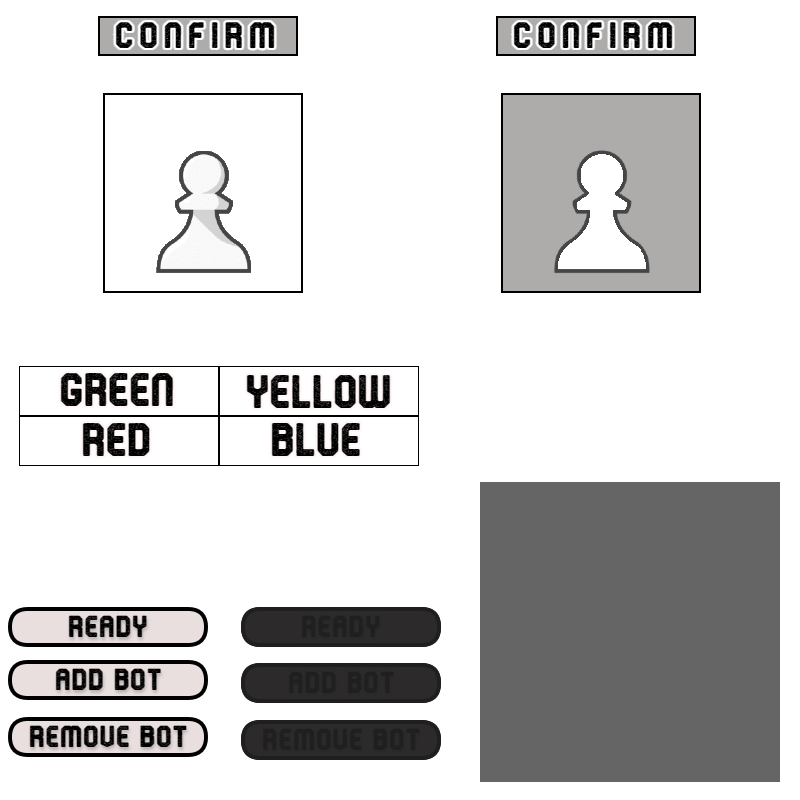 CONFIRM CONFIRM
GREEN YELLOW
RED BLUE
READY READY
ADD BOT ADD BOT
REMOVE BOT REMOVE BOT